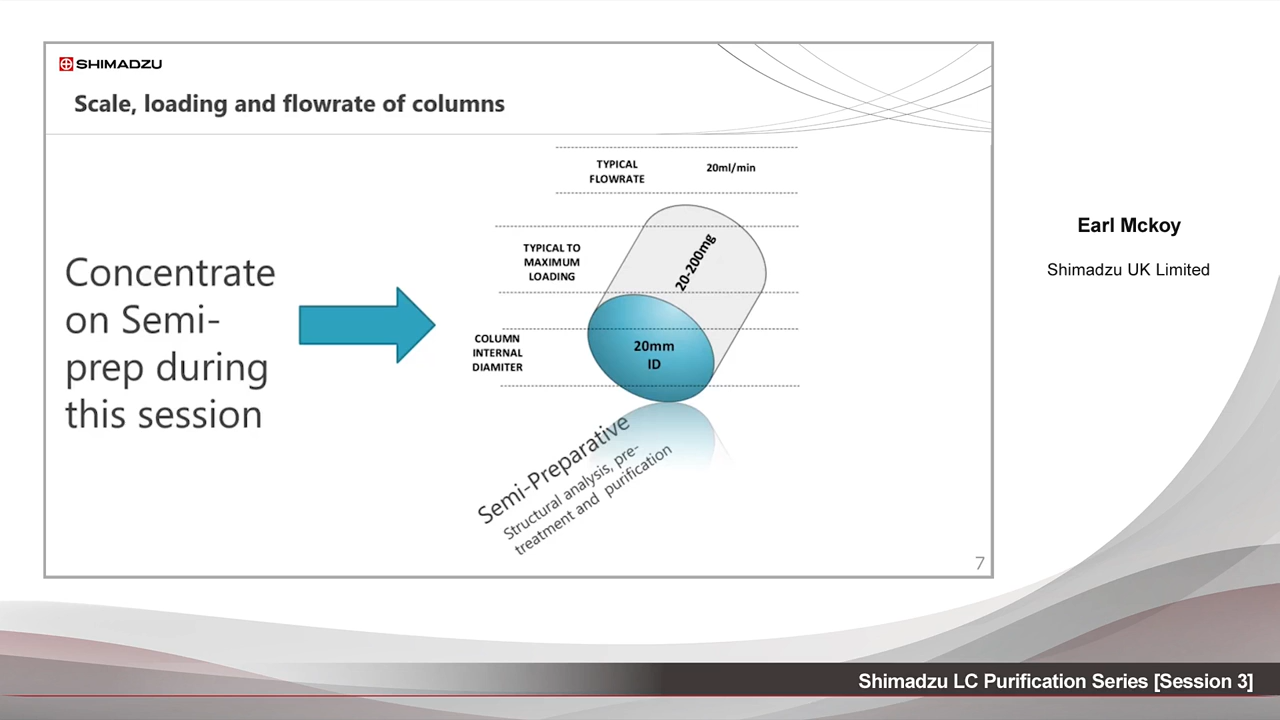 SHIMADZU
Scale, loading and flowrate of columns
Concentrate
on Semi-
prep during
this session
TYPICAL
FLOWRATE
20ml/min
TYPICAL TO
MAXIMUM
LOADING
20-200mg
COLUMN
INTERNAL
DIAMITER
20mm
ID
Semi-Preparative
Structural analysis, pre-
treatment and purification
7
Earl Mckoy
Shimadzu UK Limited
Shimadzu LC Purification Series [Session 3]